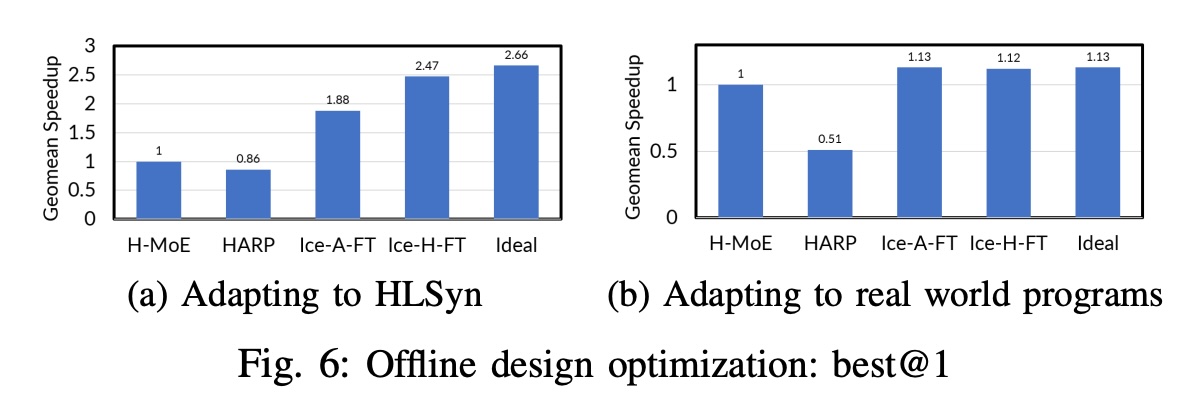 Geomean Speedup
3
2.5
2
1.5
1
0.5
0
1
0.86
1.88
2.47
2.66
H-MoE HARP Ice-A-FT Ice-H-FT Ideal
(a) Adapting to HLSyn
Geomean Speedup
1
0.5
0
1
0.51
1.13
1.12
1.13
H-MoE HARP Ice-A-FT Ice-H-FT Ideal
(b) Adapting to real world programs
Fig. 6: Offline design optimization: best@1